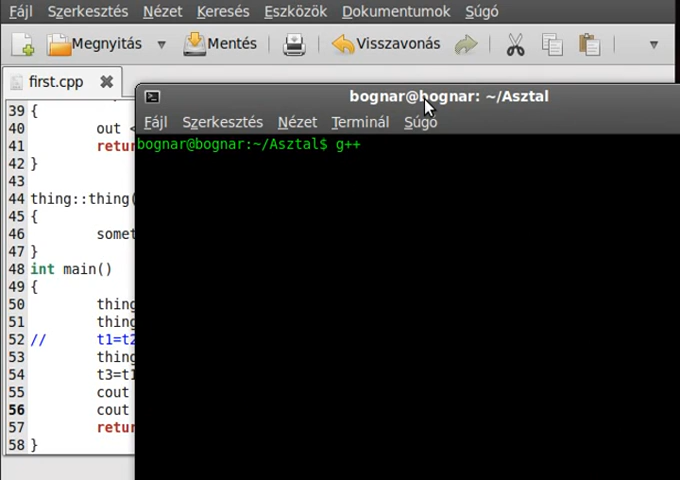 Fájl Szerkesztés Nézet Keresés Eszközök Dokumentumok Súgó
Megnyitás Mentés Visszavonás
first.cpp
bognar@bognar: ~/Asztal
Fájl Szerkesztés Nézet Terminál Súgó
bognar@bognar:~/Asztal$ g++
39 {
40 out <
41 retur
42 }
43
44 thing::thing(
45 {
46 somet
47 }
48 int main()
49 {
50 thing
51 thing
52 // t1=t2
53 thing
54 t3=t1
55 cout
56 cout
57 retur
58 }